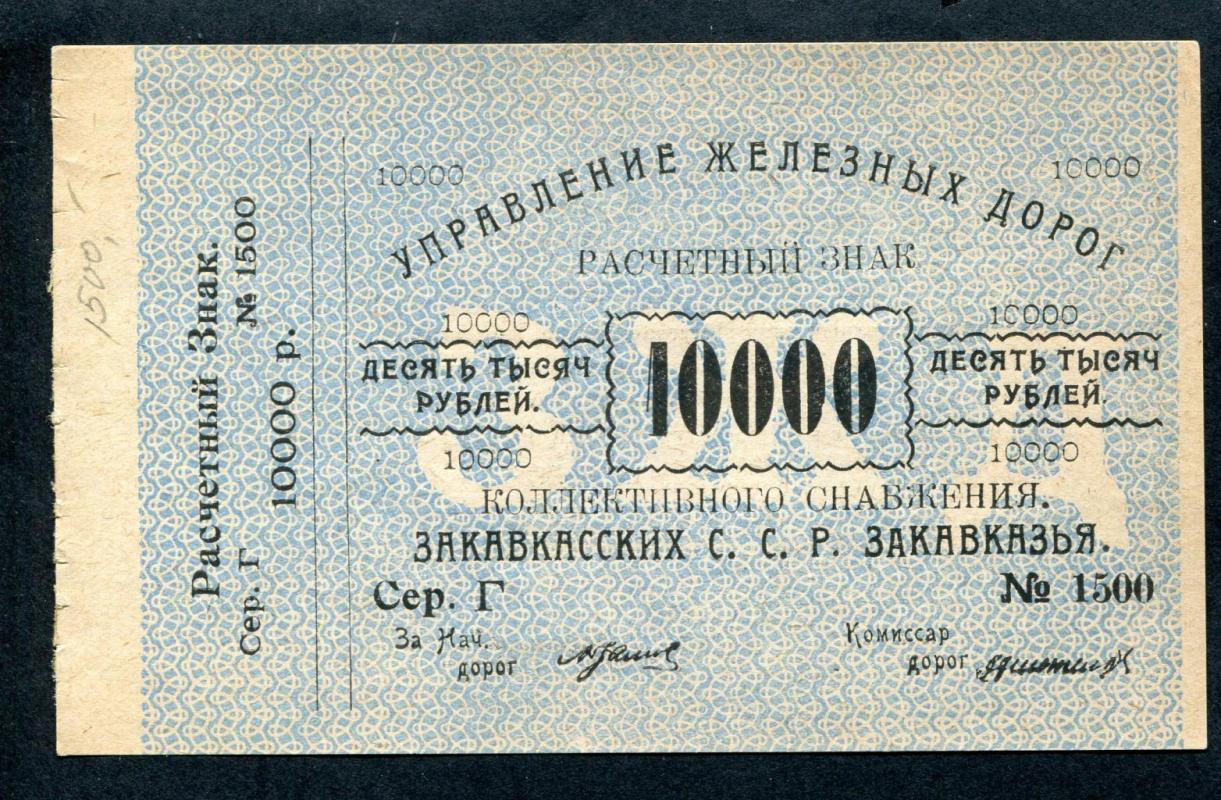 1500,-
Расчетный Знак.
Сер. Г № 1500
10000 р.
10000 10000
УПРАВЛЕНИЕ ЖЕЛЕЗНЫХ ДОРОГ
РАСЧЕТНЫЙ ЗНАК
10000 10000
ДЕСЯТЬ ТЫСЯЧ 10000 ДЕСЯТЬ ТЫСЯЧ
РУБЛЕЙ. РУБЛЕЙ.
10000 10000
КОЛЛЕКТИВНОГО СНАБЖЕНИЯ.
ЗАКАВКАССКИХ С. С. Р. ЗАКАВКАЗЬЯ.
Сер. Г № 1500
За Нач. Комиссар
дорог дорог